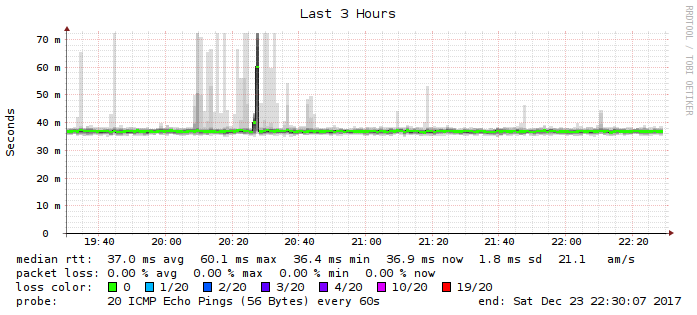 Last 3 Hours
RRDTOOL / TOBI OETIKER
Seconds
70 m
60 m
50 m
40 m
30 m
20 m
10 m
0
19:40 20:00 20:20 20:40 21:00 21:20 21:40 22:00 22:20
median rtt: 37.0 ms avg 60.1 ms max 36.4 ms min 36.9 ms now 1.8 ms sd 21.1 am/s
packet loss: 0.00 % avg 0.00 % max 0.00 % min 0.00 % now
loss color: 0 1/20 2/20 3/20 4/20 10/20 19/20
probe: 20 ICMP Echo Pings (56 Bytes) every 60s end: Sat Dec 23 22:30:07 2017